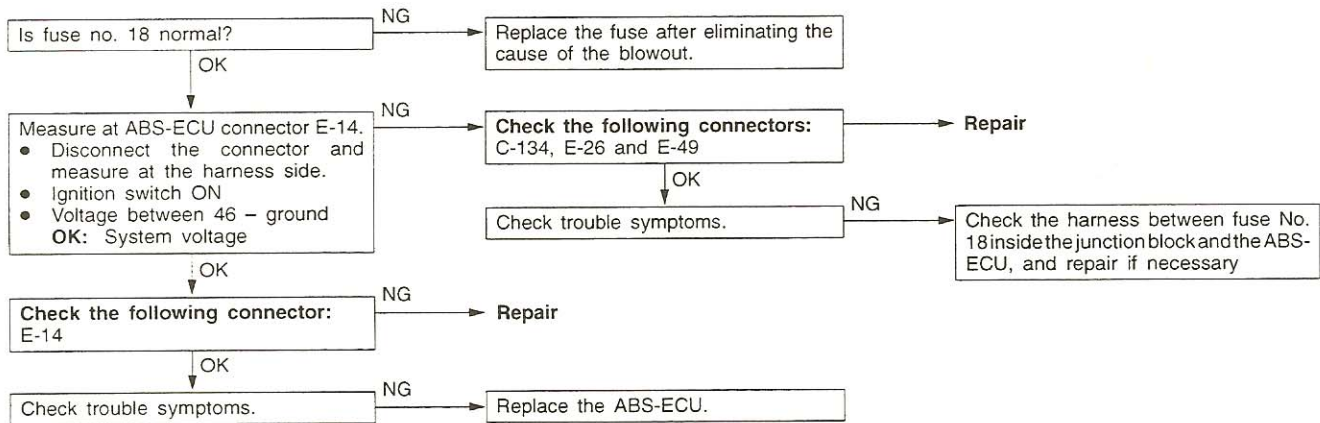 Is fuse no. 18 normal?
NG
Replace the fuse after eliminating the
cause of the blowout.
OK
Measure at ABS-ECU connector E-14.
• Disconnect the connector and
measure at the harness side.
• Ignition switch ON
• Voltage between 46 – ground
OK: System voltage
NG
Check the following connectors:
C-134, E-26 and E-49
Repair
OK
Check trouble symptoms.
NG
Check the harness between fuse No.
18 inside the junction block and the ABS-
ECU, and repair if necessary
OK
Check the following connector:
E-14
NG
Repair
OK
Check trouble symptoms.
NG
Replace the ABS-ECU.